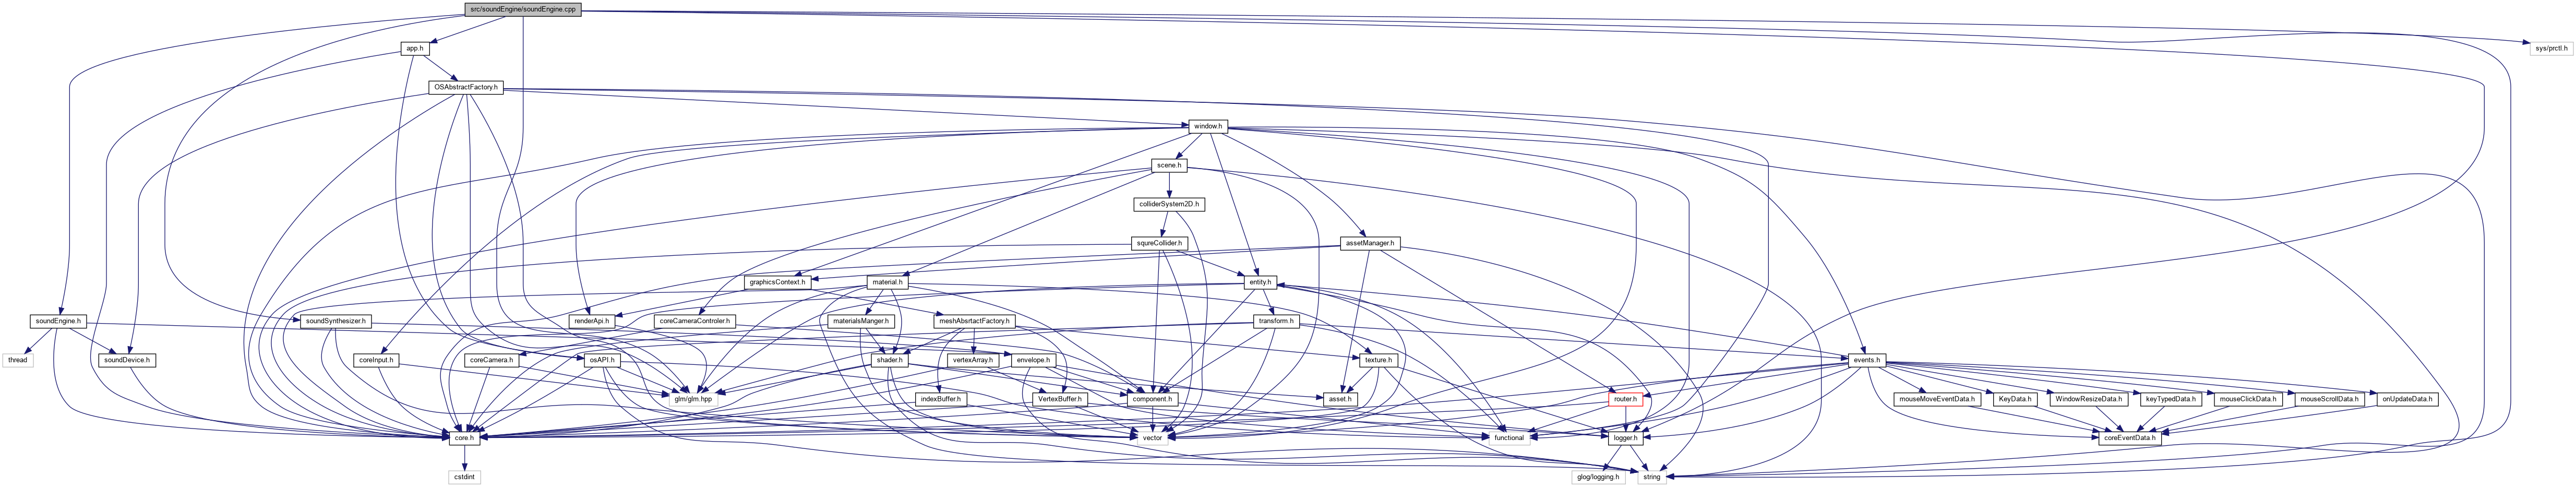 src/soundEngine/soundEngine.cpp
app.h
sys/prctl.h
OSAbstractFactory.h
window.h
scene.h
colliderSystem2D.h
squreCollider.h
assetManager.h
graphicsContext.h
material.h
entity.h
soundEngine.h
soundSynthesizer.h
renderApi.h
coreCameraControler.h
materialsManger.h
meshAbsrtactFactory.h
transform.h
thread
soundDevice.h
coreInput.h
coreCamera.h
osAPI.h
shader.h
vertexArray.h
envelope.h
texture.h
events.h
glm/glm.hpp
indexBuffer.h
VertexBuffer.h
component.h
asset.h
router.h
mouseMoveEventData.h
KeyData.h
WindowResizeData.h
keyTypedData.h
mouseClickData.h
mouseScrollData.h
onUpdateData.h
core.h
vector
functional
logger.h
coreEventData.h
cstdint
glog/logging.h
string